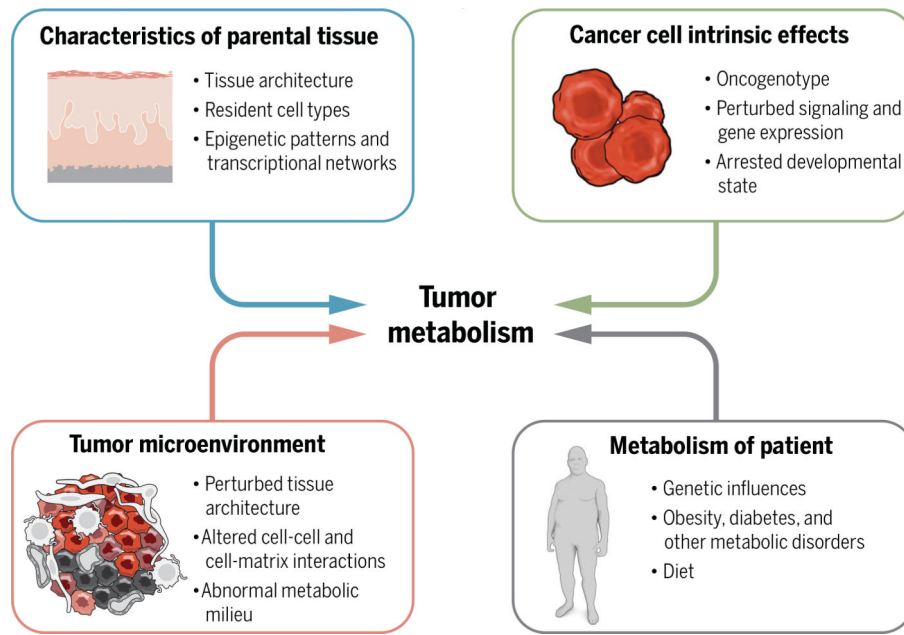 Characteristics of parental tissue
• Tissue architecture
• Resident cell types
• Epigenetic patterns and
transcriptional networks
Cancer cell intrinsic effects
• Oncogenotype
• Perturbed signaling and
gene expression
• Arrested developmental
state
Tumor
metabolism
Tumor microenvironment
• Perturbed tissue
architecture
• Altered cell-cell and
cell-matrix interactions
• Abnormal metabolic
milieu
Metabolism of patient
• Genetic influences
• Obesity, diabetes, and
other metabolic disorders
• Diet